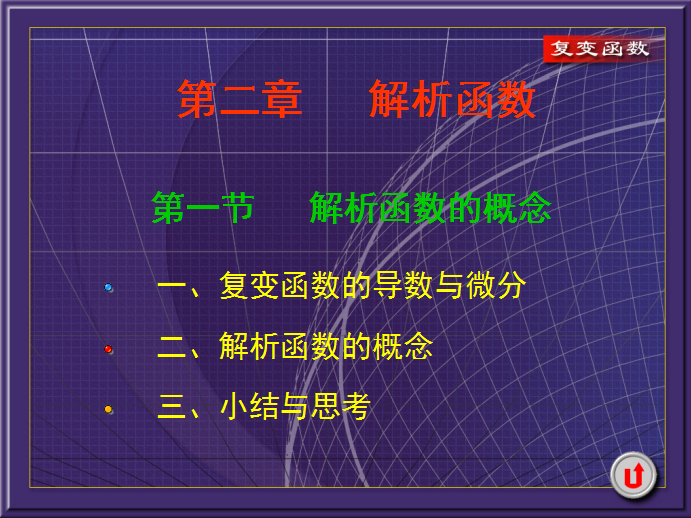 复变函数
第二章 解析函数
第一节 解析函数的概念
一、复变函数的导数与微分
二、解析函数的概念
三、小结与思考